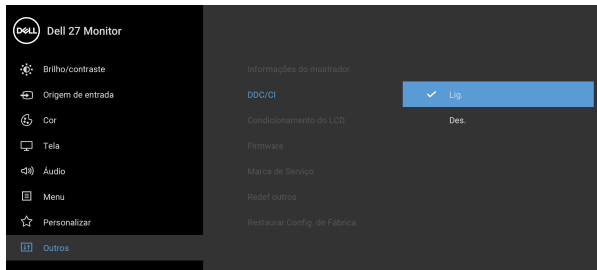 DELL Dell 27 Monitor
Brilho/contraste
Origem de entrada
Cor
Tela
Áudio
Menu
Personalizar
Outros
Informações do mostrador
DDC/CI
Condicionamento do LCD
Firmware
Marca de Serviço
Redef outros
Restaurar Config. de Fábrica
Lig.
Des.